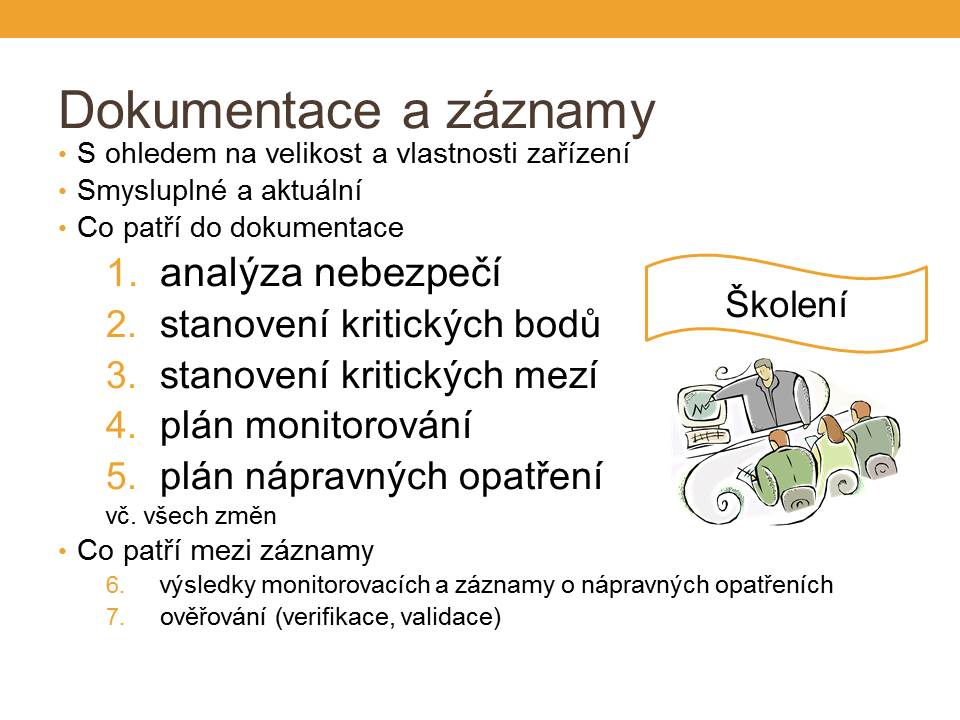 Dokumentace a záznamy
• S ohledem na velikost a vlastnosti zařízení
• Smysluplné a aktuální
• Co patří do dokumentace
1. analýza nebezpečí
2. stanovení kritických bodů
3. stanovení kritických mezí
4. plán monitorování
5. plán nápravných opatření
vč. všech změn
Školení
• Co patří mezi záznamy
6. výsledky monitorovacích a záznamy o nápravných opatřeních
7. ověřování (verifikace, validace)